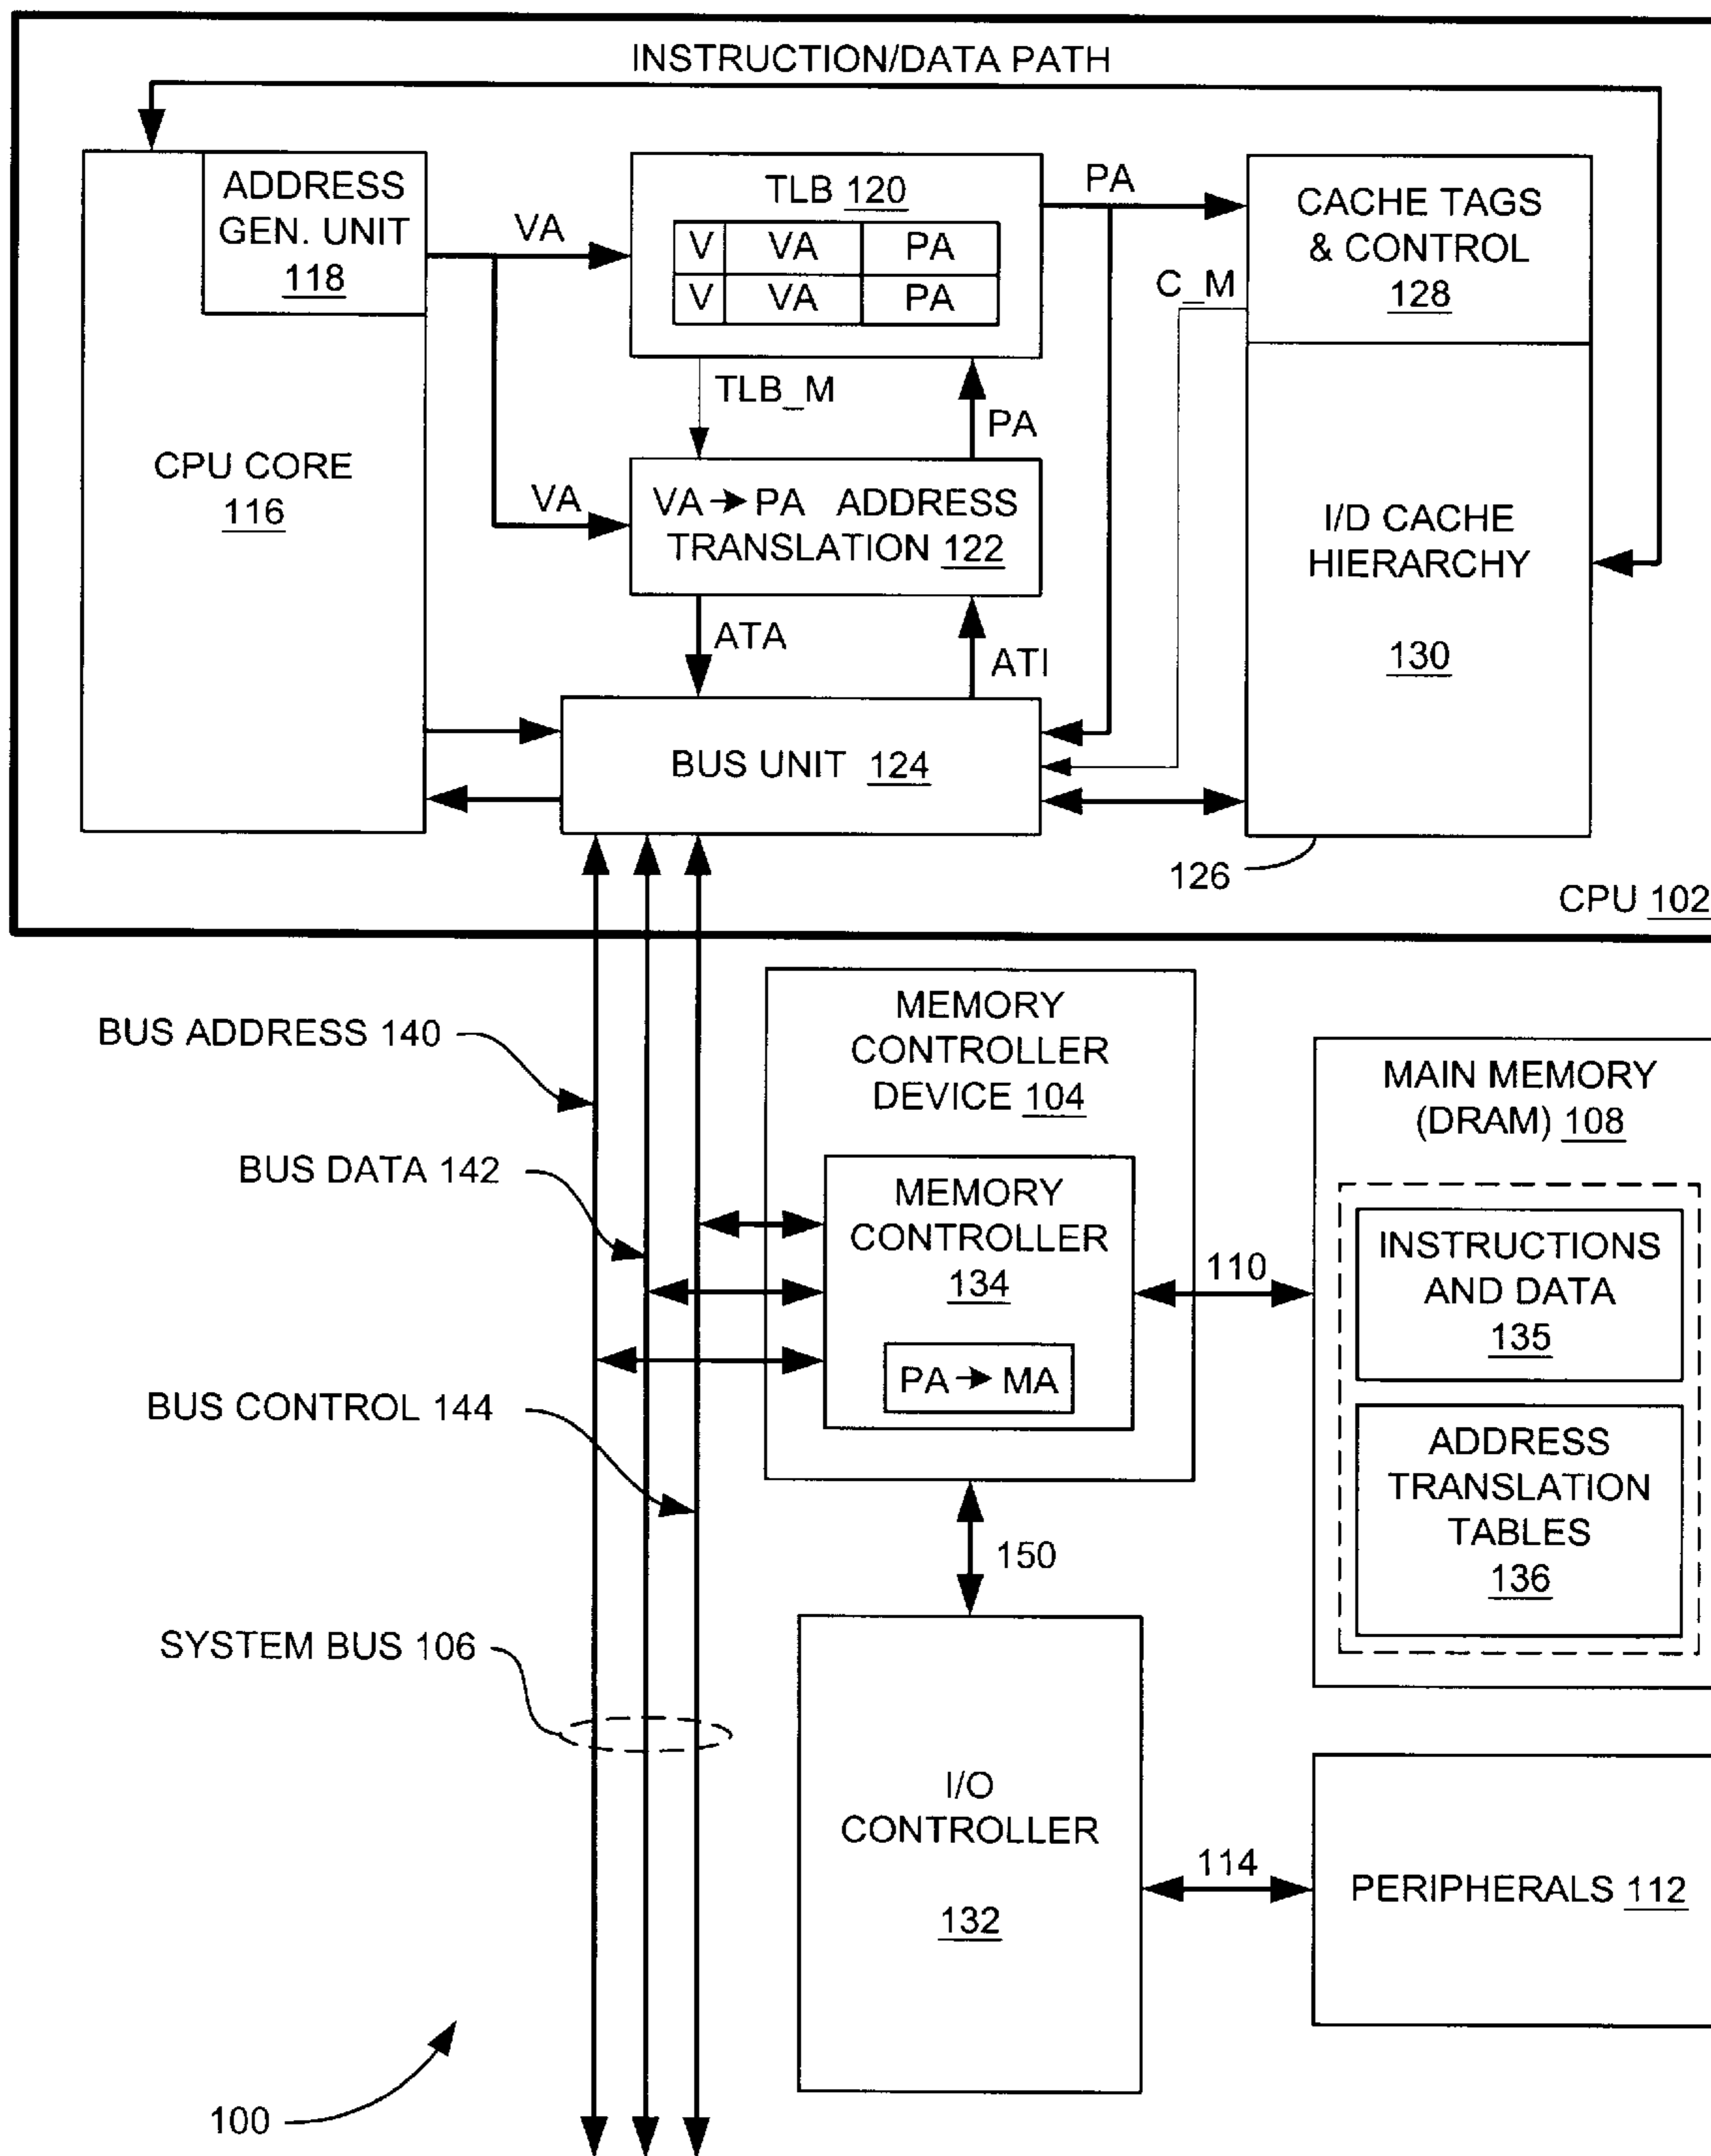 INSTRUCTION/DATA PATH
ADDRESS
GEN. UNIT
118
CPU CORE
116
VA
VA
TLB 120
V VA PA
V VA PA
TLB_M
PA
VA → PA ADDRESS
TRANSLATION 122
ATA
ATI
BUS UNIT 124
PA
C_M
CACHE TAGS
& CONTROL
128
I/D CACHE
HIERARCHY
130
126
CPU 102
BUS ADDRESS 140
BUS DATA 142
BUS CONTROL 144
SYSTEM BUS 106
MEMORY
CONTROLLER
DEVICE 104
MEMORY
CONTROLLER
134
PA → MA
110
MAIN MEMORY
(DRAM) 108
INSTRUCTIONS
AND DATA
135
ADDRESS
TRANSLATION
TABLES
136
150
I/O
CONTROLLER
132
114
PERIPHERALS 112
100